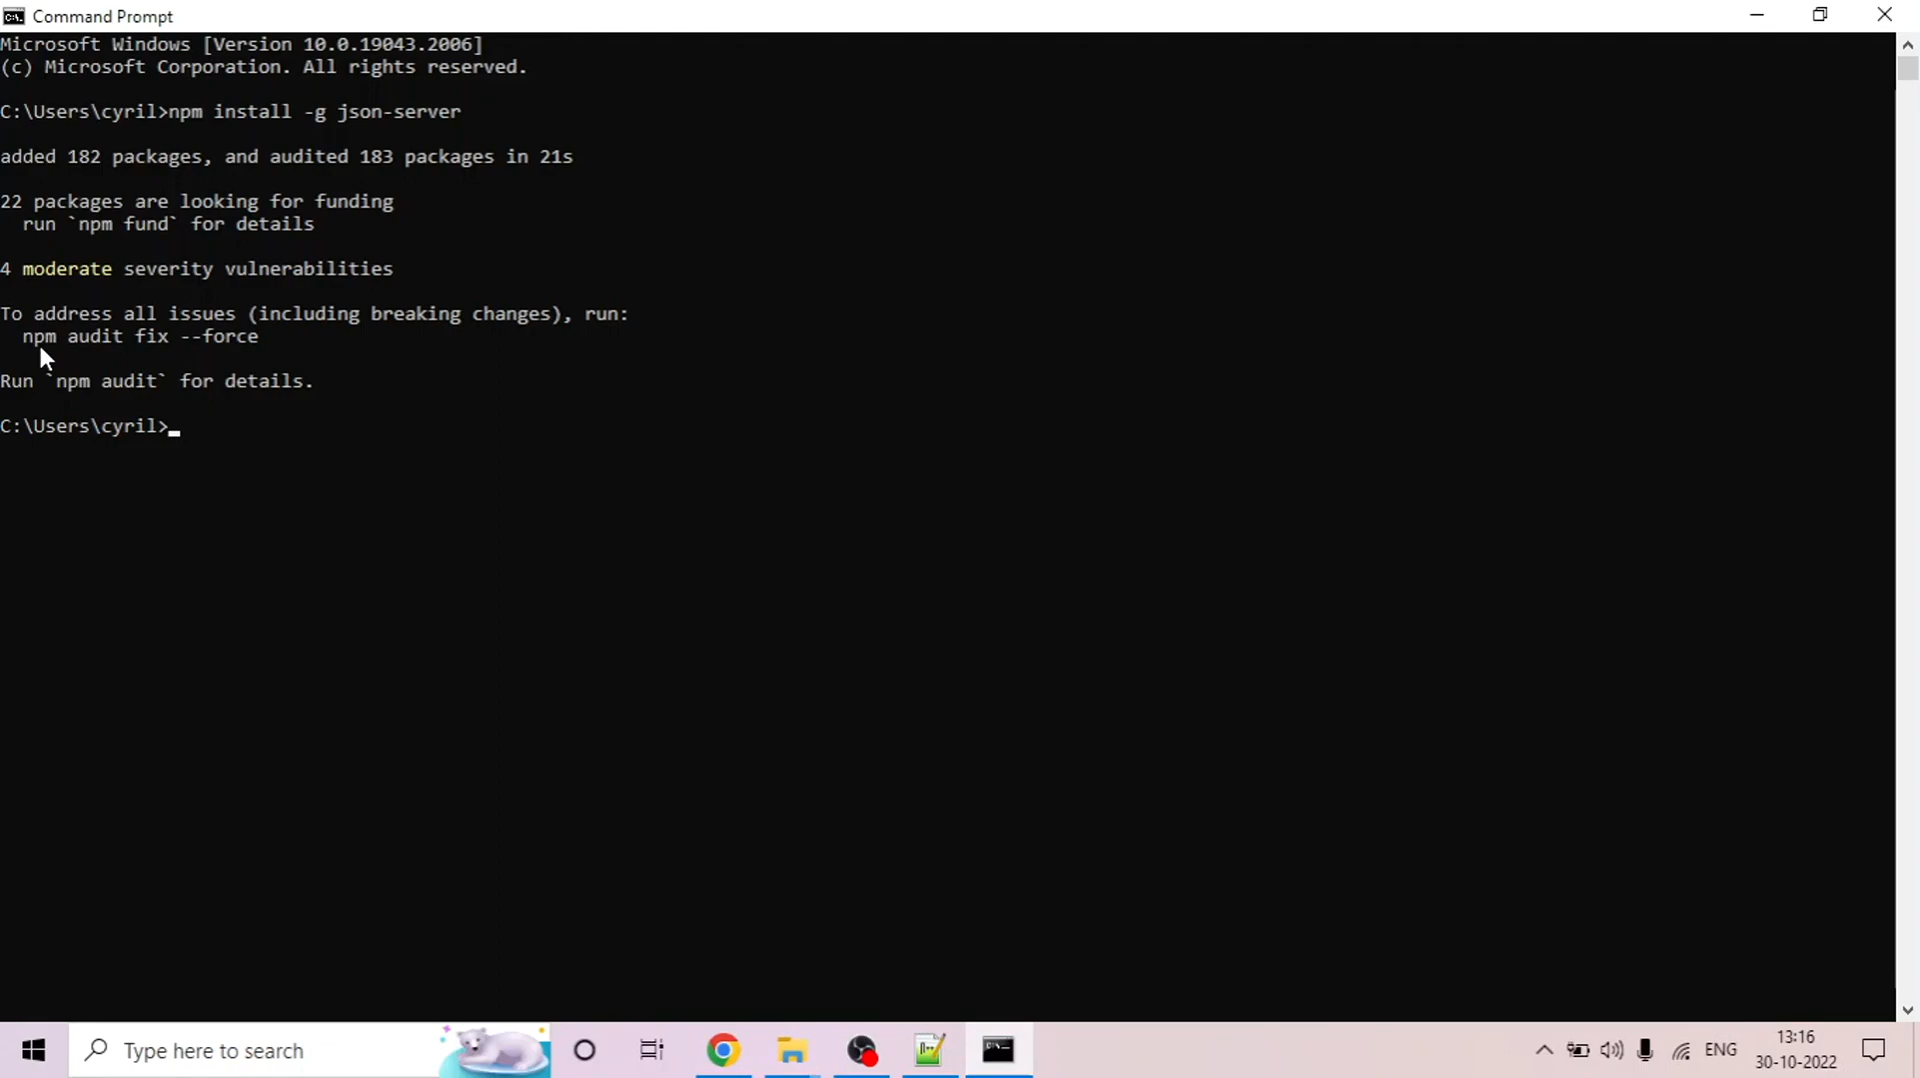 Command Prompt
Microsoft Windows [Version 10.0.19043.2006]
(c) Microsoft Corporation. All rights reserved.
C:\Users\cyril>npm install -g json-server
added 182 packages, and audited 183 packages in 21s
22 packages are looking for funding
run `npm fund` for details
4 moderate severity vulnerabilities
To address all issues (including breaking changes), run:
npm audit fix --force
Run `npm audit` for details.
C:\Users\cyril>
Type here to search
ENG
13:16
30-10-2022